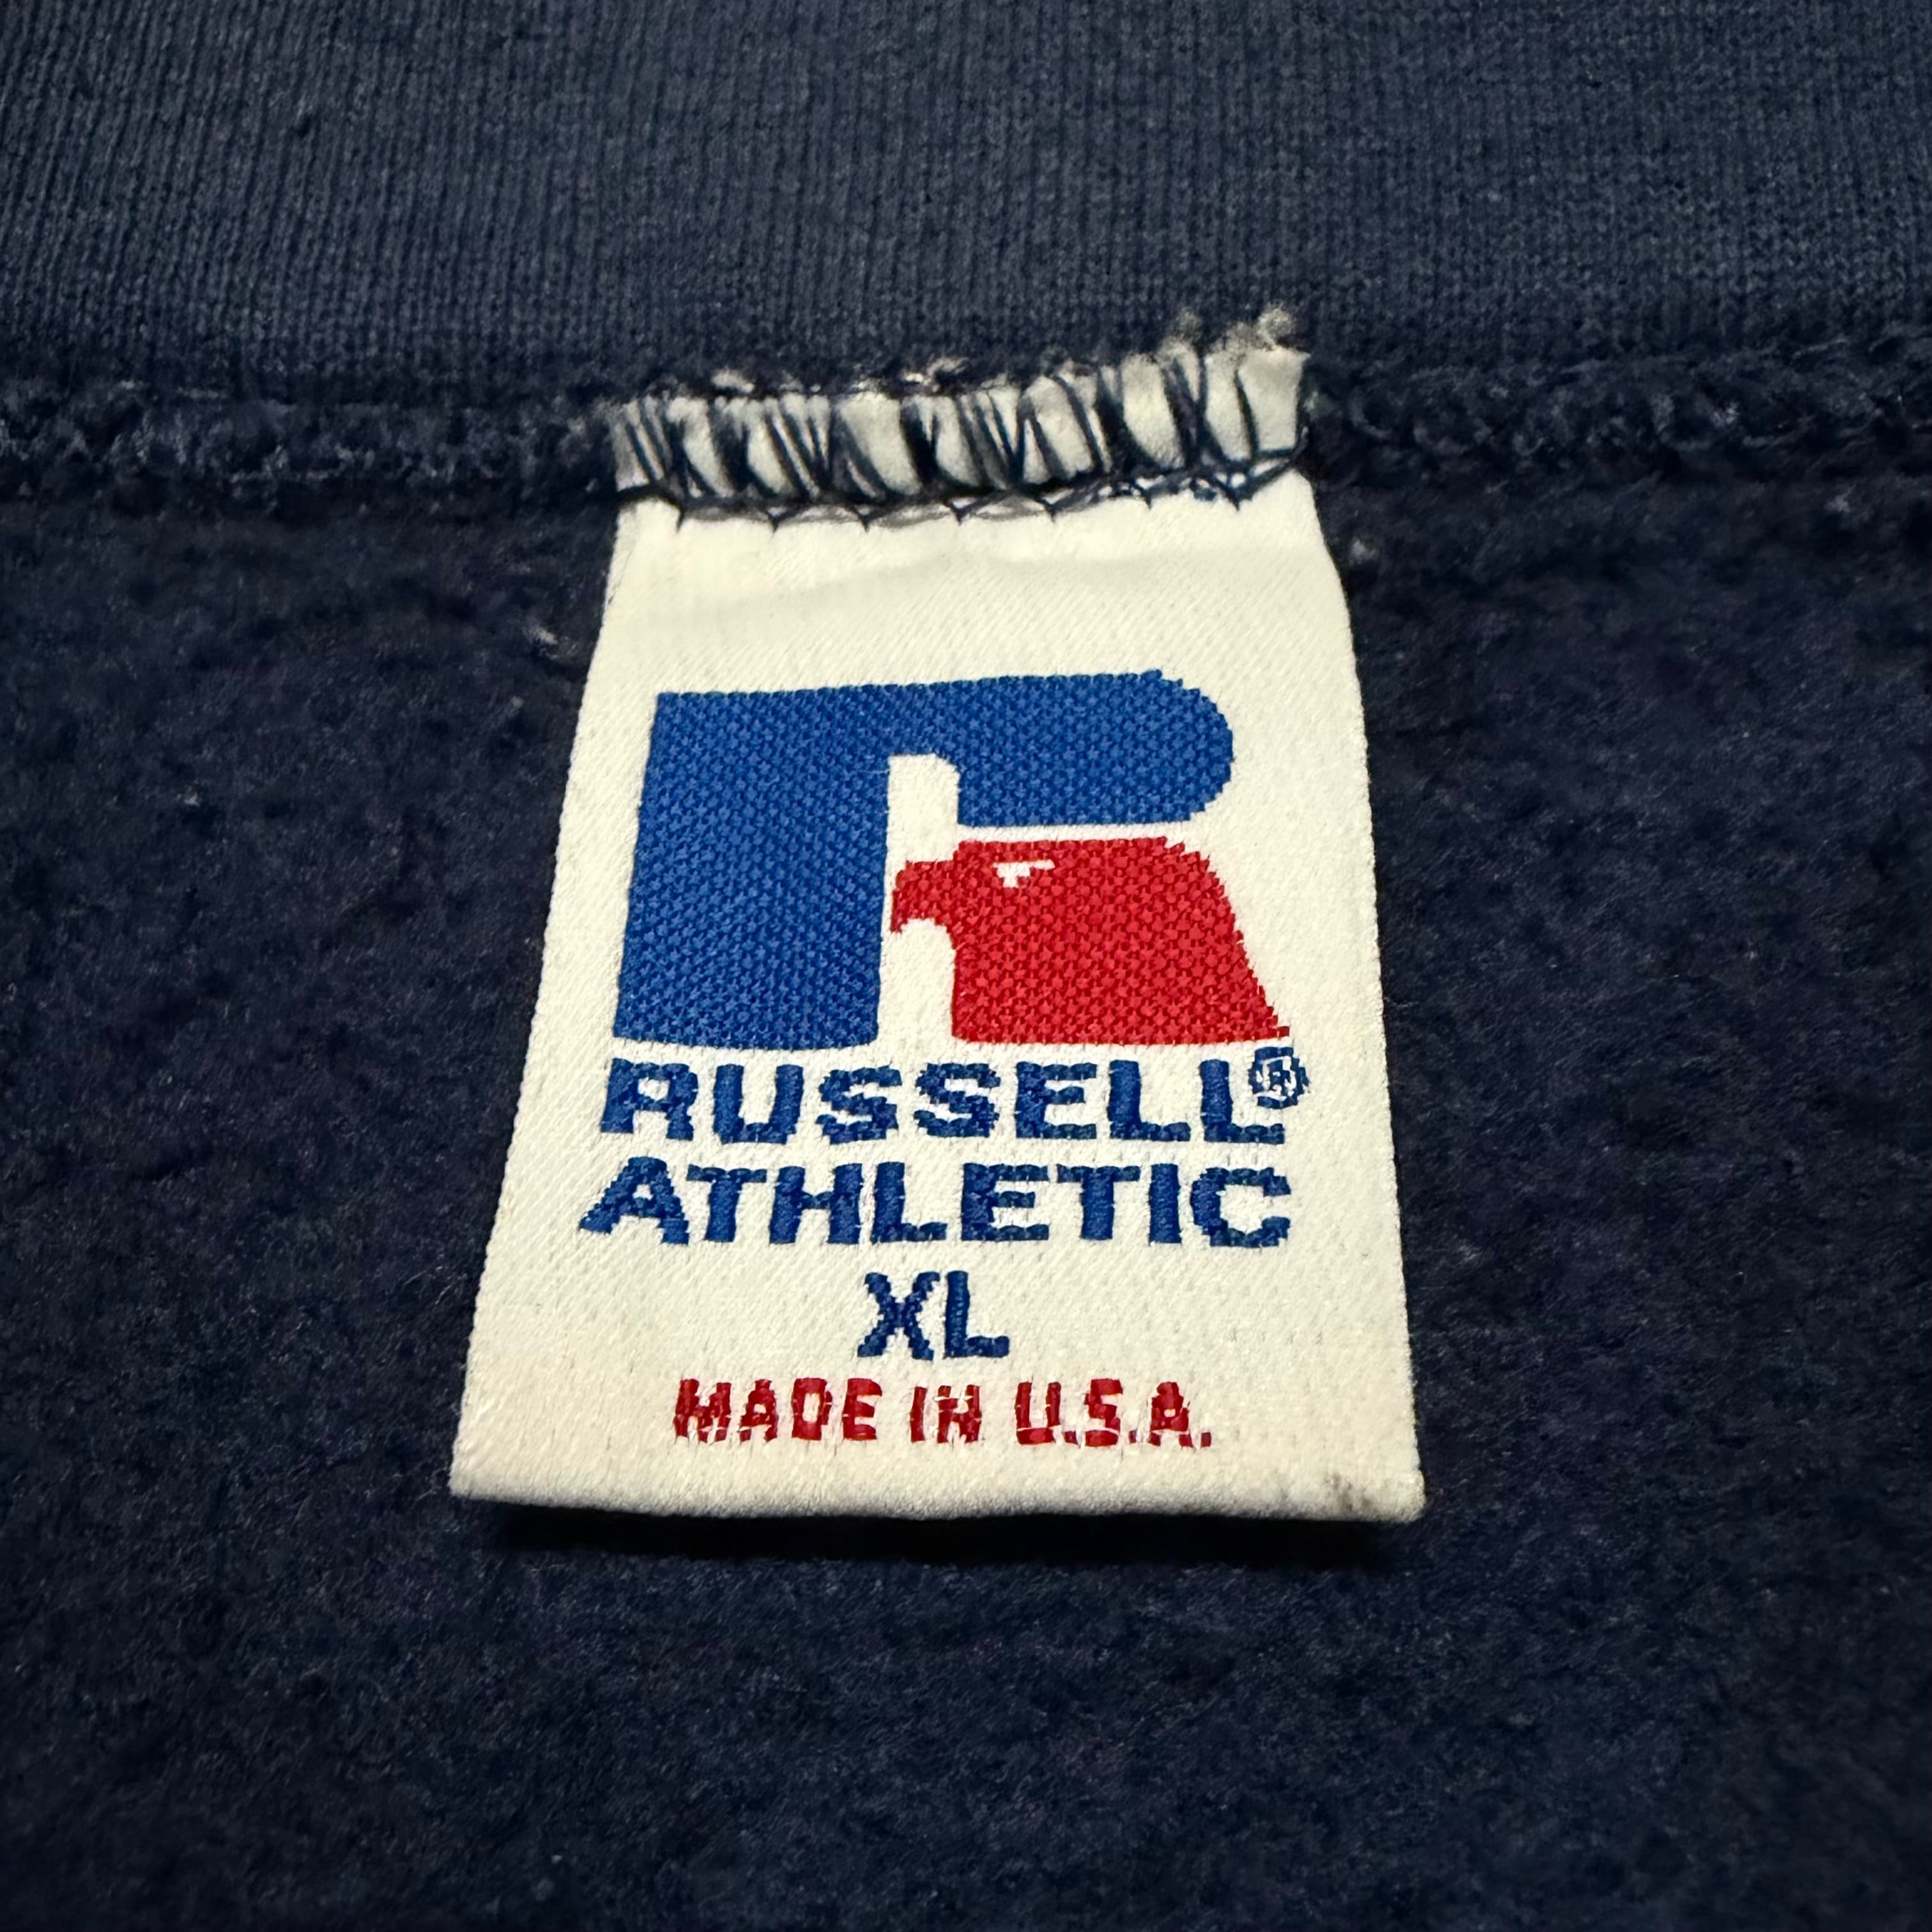 RUSSELL®
ATHLETIC
XL
MADE IN U.S.A.